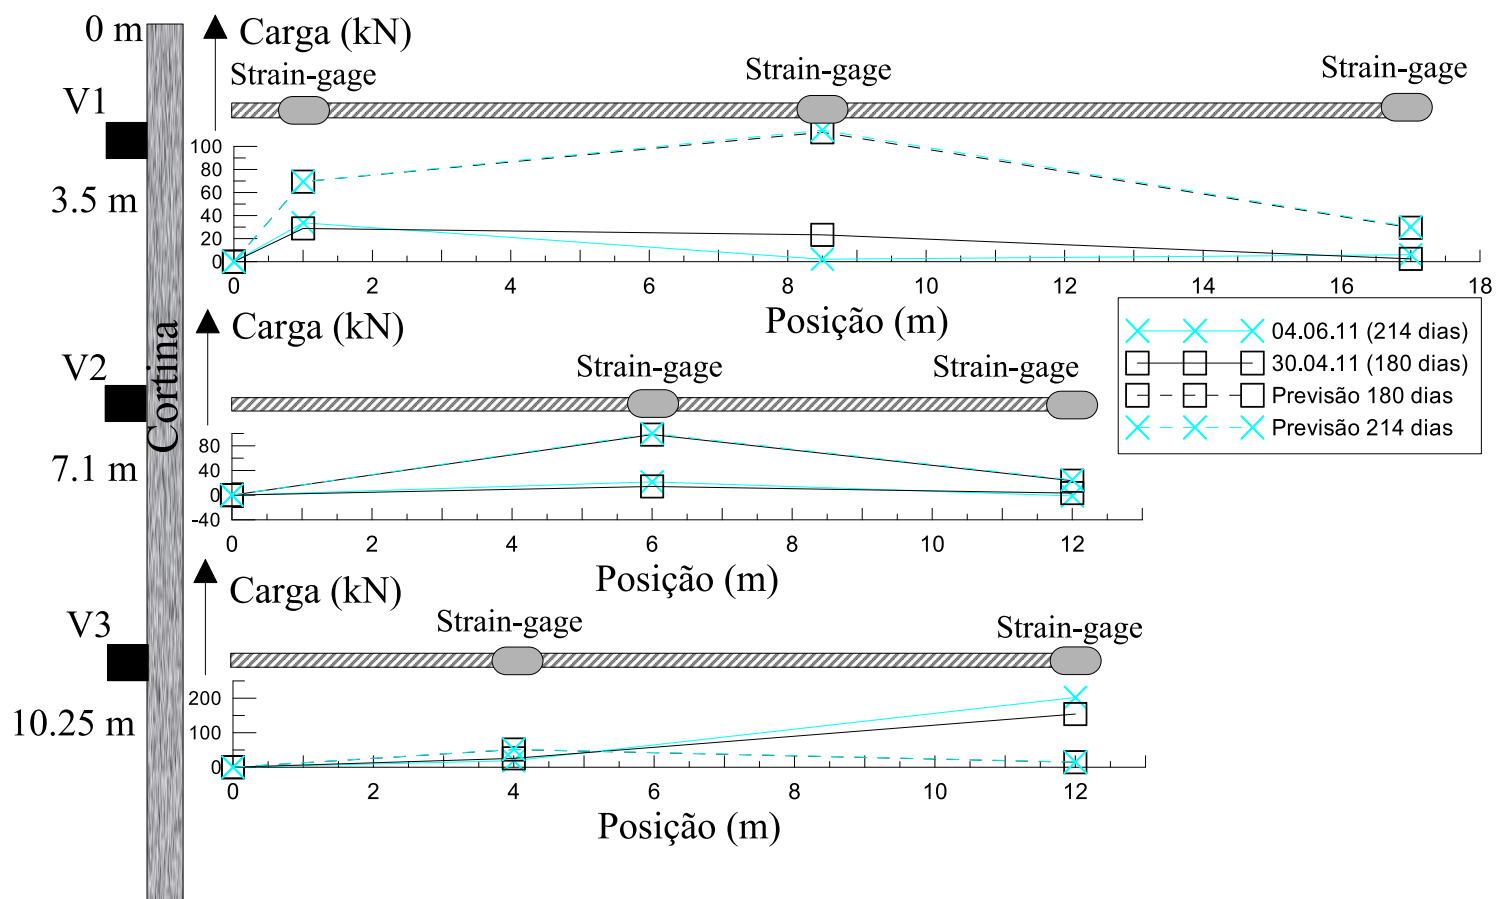 0 m
Carga (kN)
Strain-gage
Strain-gage
Strain-gage
V1
100
80
60
40
20
0
3.5 m
0 2 4 6 8 10 12 14 16 18
Posição (m)
Cortina
Carga (kN)
04.06.11 (214 dias)
30.04.11 (180 dias)
Previsão 180 dias
Previsão 214 dias
V2
Strain-gage
Strain-gage
80
40
0
-40
7.1 m
0 2 4 6 8 10 12
Posição (m)
Carga (kN)
V3
Strain-gage
Strain-gage
200
100
0
10.25 m
0 2 4 6 8 10 12
Posição (m)